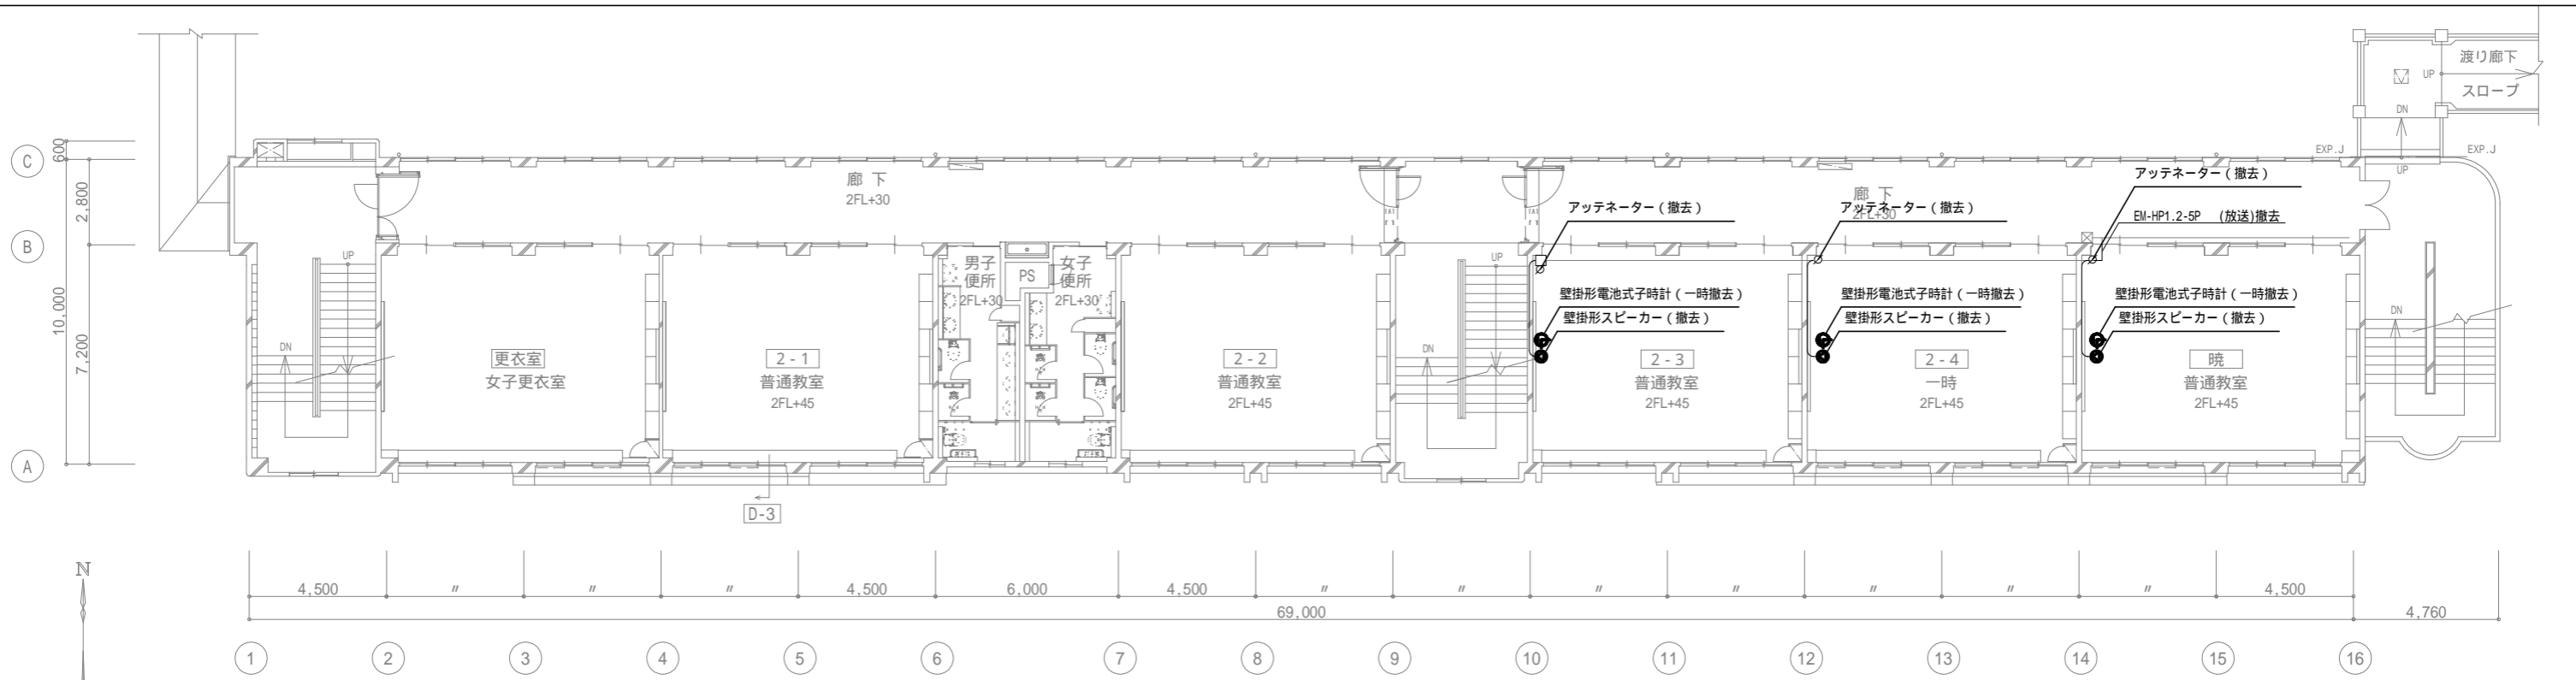 渡り廊下
UP
スロープ
DN
EXP.J
EXP.J
UP
C
600
2,800
B
10,000
7,200
A
廊 下
2FL+30
廊 下
2FL+30
アッテネーター ( 撤去 )
アッテネーター ( 撤去 )
アッテネーター ( 撤去 )
EM-HP1.2-5P (放送)撤去
UP
DN
男子
便所
2FL+30
PS
女子
便所
2FL+30
UP
DN
壁掛形電池式子時計 ( 一時撤去 )
壁掛形スピーカー ( 撤去 )
壁掛形電池式子時計 ( 一時撤去 )
壁掛形スピーカー ( 撤去 )
壁掛形電池式子時計 ( 一時撤去 )
壁掛形スピーカー ( 撤去 )
DN
更衣室
女子更衣室
2 - 1
普通教室
2FL+45
2 - 2
普通教室
2FL+45
2 - 3
普通教室
2FL+45
2 - 4
一時
2FL+45
暁
普通教室
2FL+45
D-3
N
4,500 〃 〃 〃 4,500 6,000 4,500 〃 〃 〃 〃 〃 〃 〃 4,500
69,000 4,760
1 2 3 4 5 6 7 8 9 10 11 12 13 14 15 16